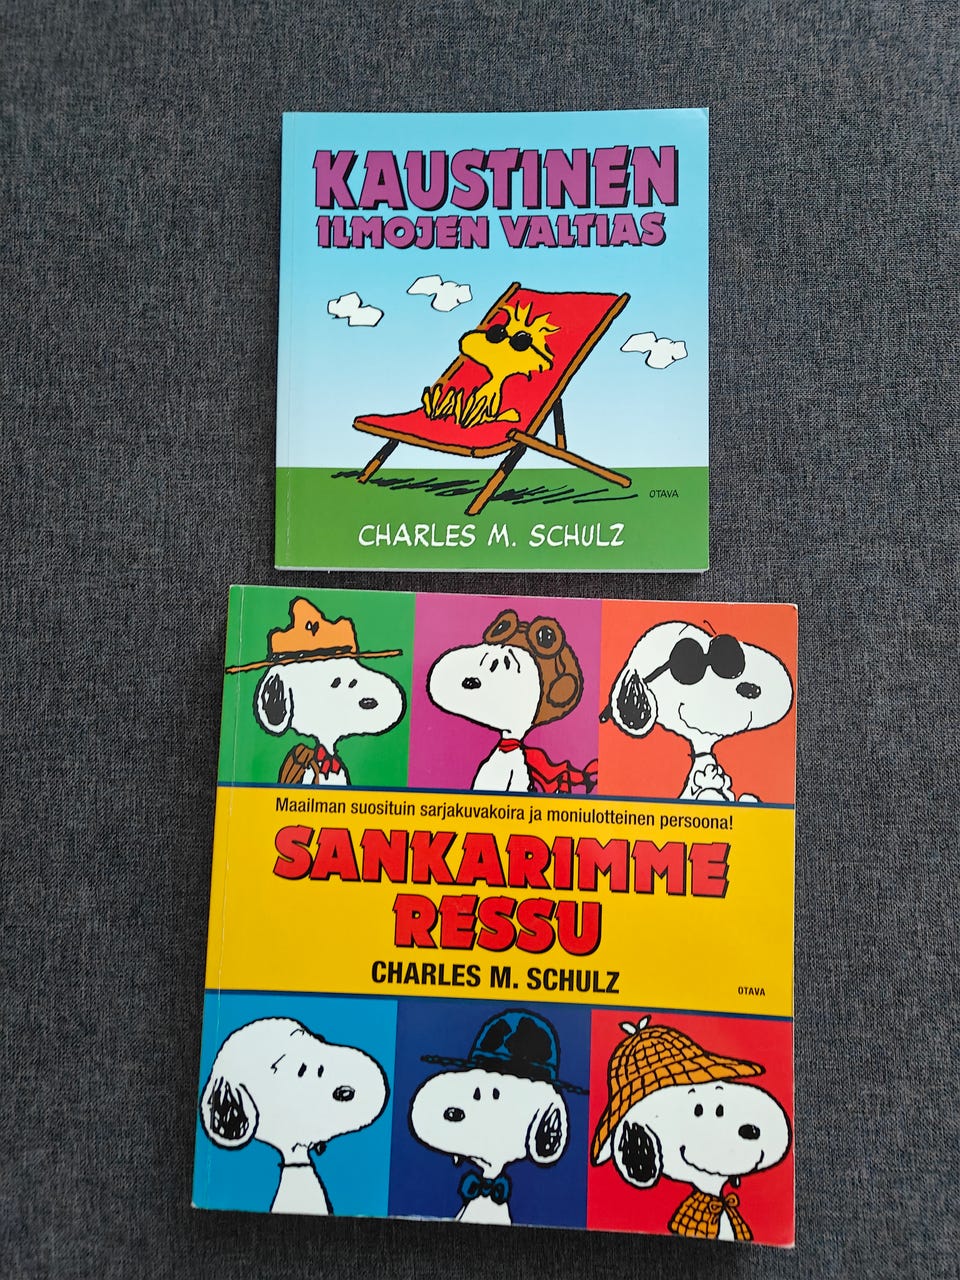 KAUSTINEN
ILMOJEN VALTIAS
OTAVA
CHARLES M. SCHULZ
Maailman suosituin sarjakuvakoira ja moniulotteinen persoona!
SANKARIMME
RESSU
CHARLES M. SCHULZ
OTAVA